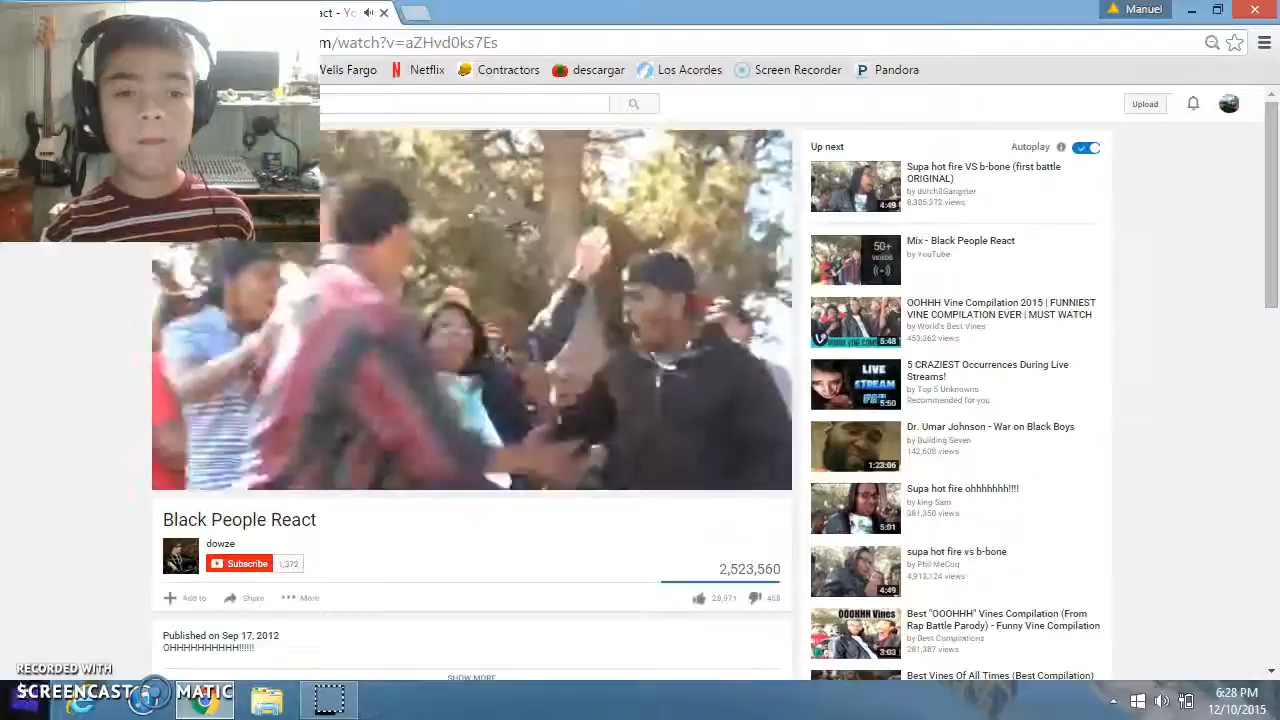 act - Yc
Manuel
m/watch?v=aZHvd0ks7Es
Wells Fargo
Netflix
Contractors
descargar
Los Acordes
Screen Recorder
Pandora
Upload
Up next
Autoplay
Supa hot fire VS b-bone (first battle
ORIGINAL)
by dutch8Gangster
8,385,372 views
4:49
Mix - Black People React
by YouTube
50+
VIDEOS
OOHHH Vine Compilation 2015 | FUNNIEST
VINE COMPILATION EVER | MUST WATCH
by World's Best Vines
453,362 views
5:48
5 CRAZIEST Occurrences During Live
Streams!
by Top 5 Unknowns
Recommended for you
LIVE
STREAM
5:50
Dr. Umar Johnson - War on Black Boys
by Building Seven
142,608 views
1:23:06
Supa hot fire ohhhhhhh!!!!
by king Sam
381,350 views
5:01
supa hot fire vs b-bone
by Phil McCoq
4,913,124 views
4:49
Best "OOOHHH" Vines Compilation (From
Rap Battle Parody) - Funny Vine Compilation
by Best Compilations
281,387 views
OOOHHH Vines
3:03
Best Vines Of All Times (Best Compilation)
Black People React
dowze
Subscribe
1,372
2,523,560
Add to
Share
More
28,971
458
Published on Sep 17, 2012
OHHHHHHHHHH!!!!!!
SHOW MORE
RECORDED WITH
SCREENCAST MATIC
6:28 PM
12/10/2015